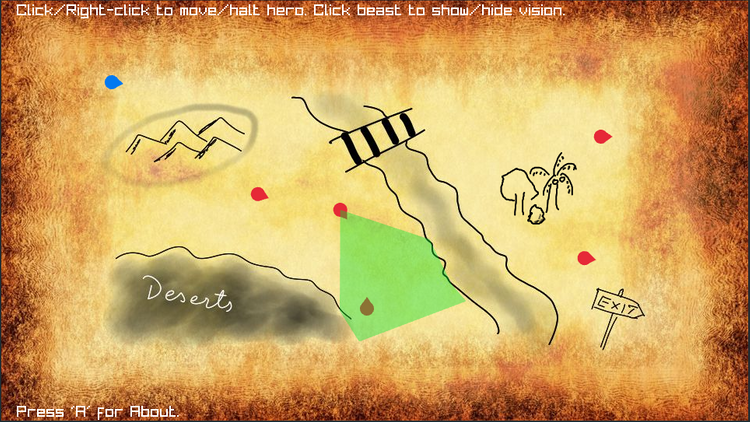 Click/Right-click to move/halt hero. Click beast to show/hide vision.
Deserts
EXIT
Press 'A' for About